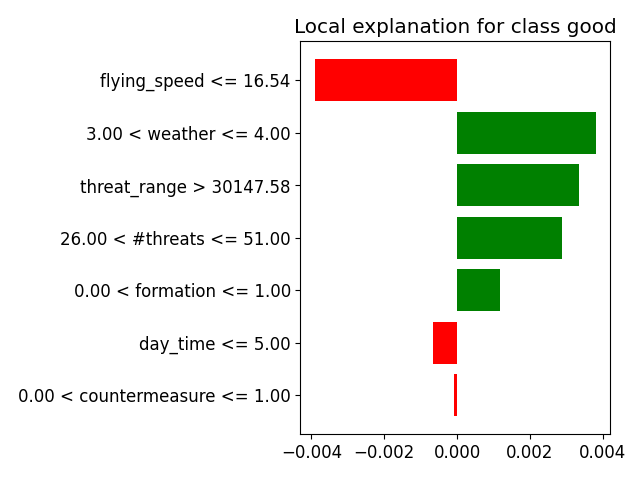 Local explanation for class good
flying_speed <= 16.54
3.00 < weather <= 4.00
threat_range > 30147.58
26.00 < #threats <= 51.00
0.00 < formation <= 1.00
day_time <= 5.00
0.00 < countermeasure <= 1.00
−0.004 −0.002 0.000 0.002 0.004